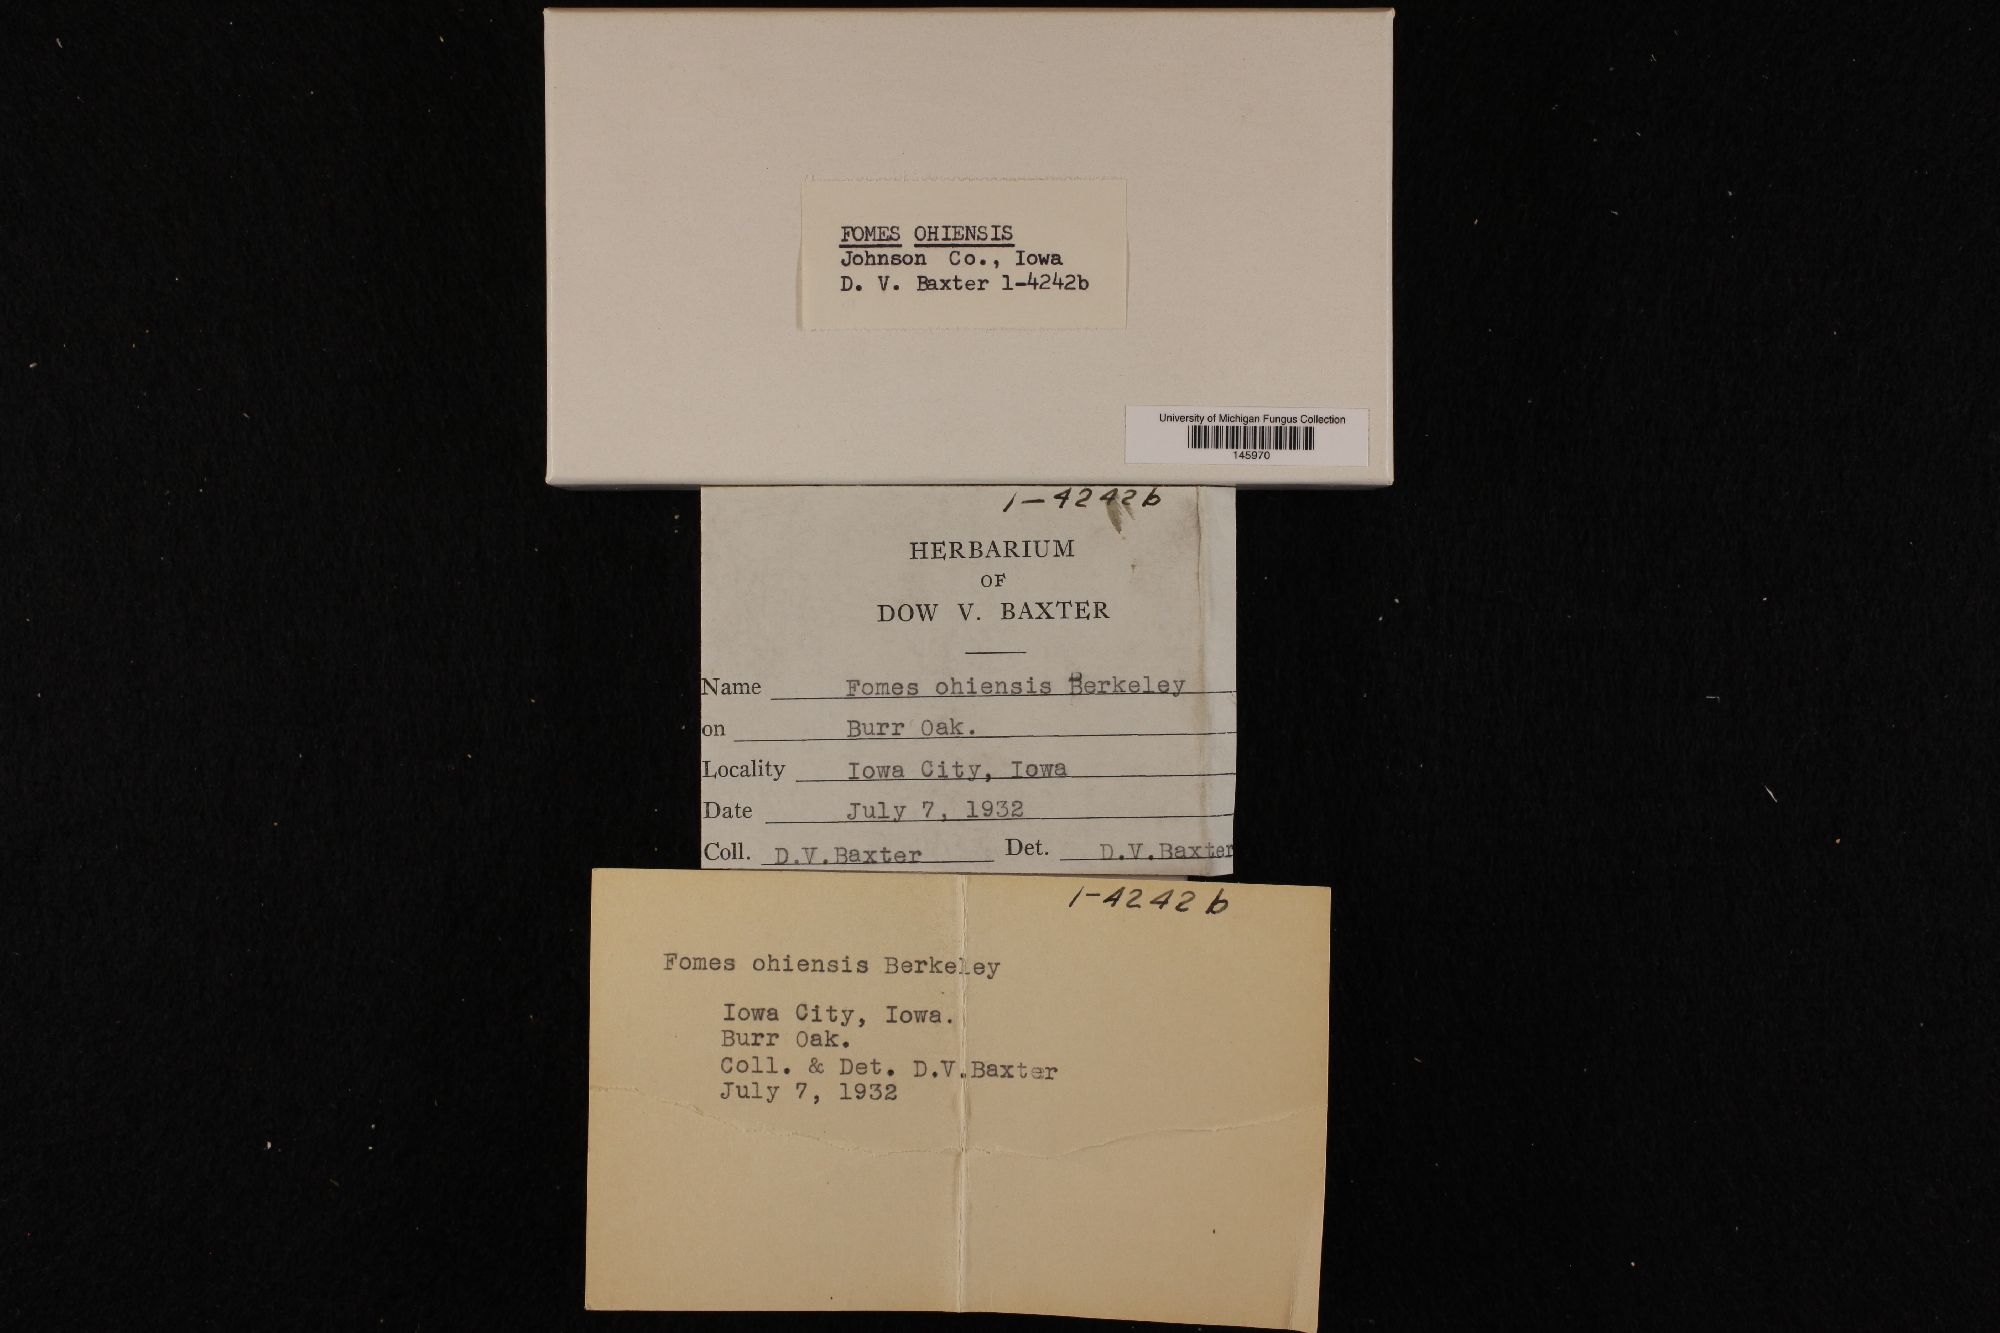 FOMES OHIENSIS
Johnson Co., Iowa
D. V. Baxter 1-4242b
University of Michigan Fungus Collection
145970
1-4242b
HERBARIUM
OF
DOW V. BAXTER
Name Fomes ohiensis Berkeley
on Burr Oak.
Locality Iowa City, Iowa
Date July 7, 1932
Coll. D.V.Baxter Det. D.V.Baxter
1-4242b
Fomes ohiensis Berkeley
Iowa City, Iowa.
Burr Oak.
Coll. & Det. D.V.Baxter
July 7, 1932